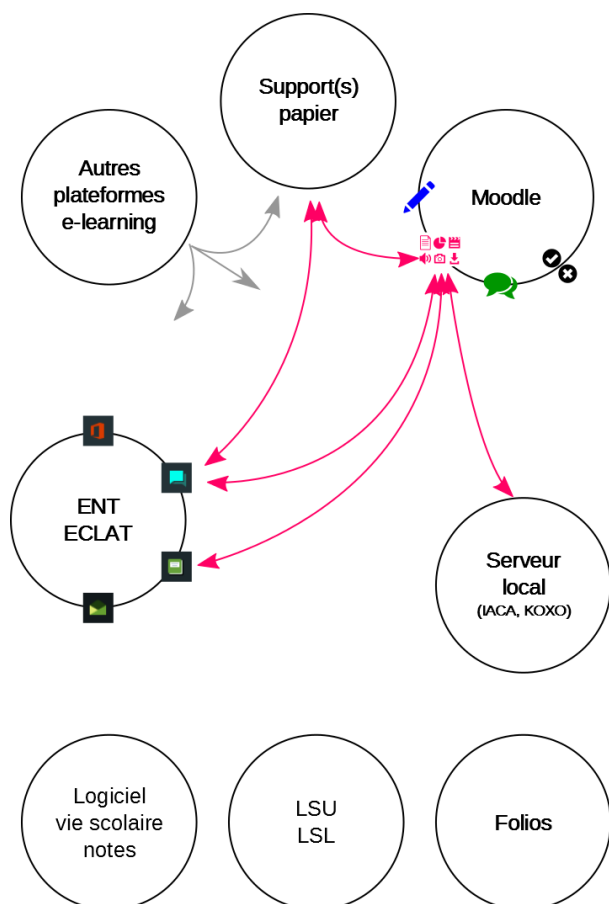 Support(s)
papier
Autres
plateformes
e-learning
Moodle
ENT
ECLAT
Serveur
local
(IACA, KOXO)
Logiciel
vie scolaire
notes
LSU
LSL
Folios